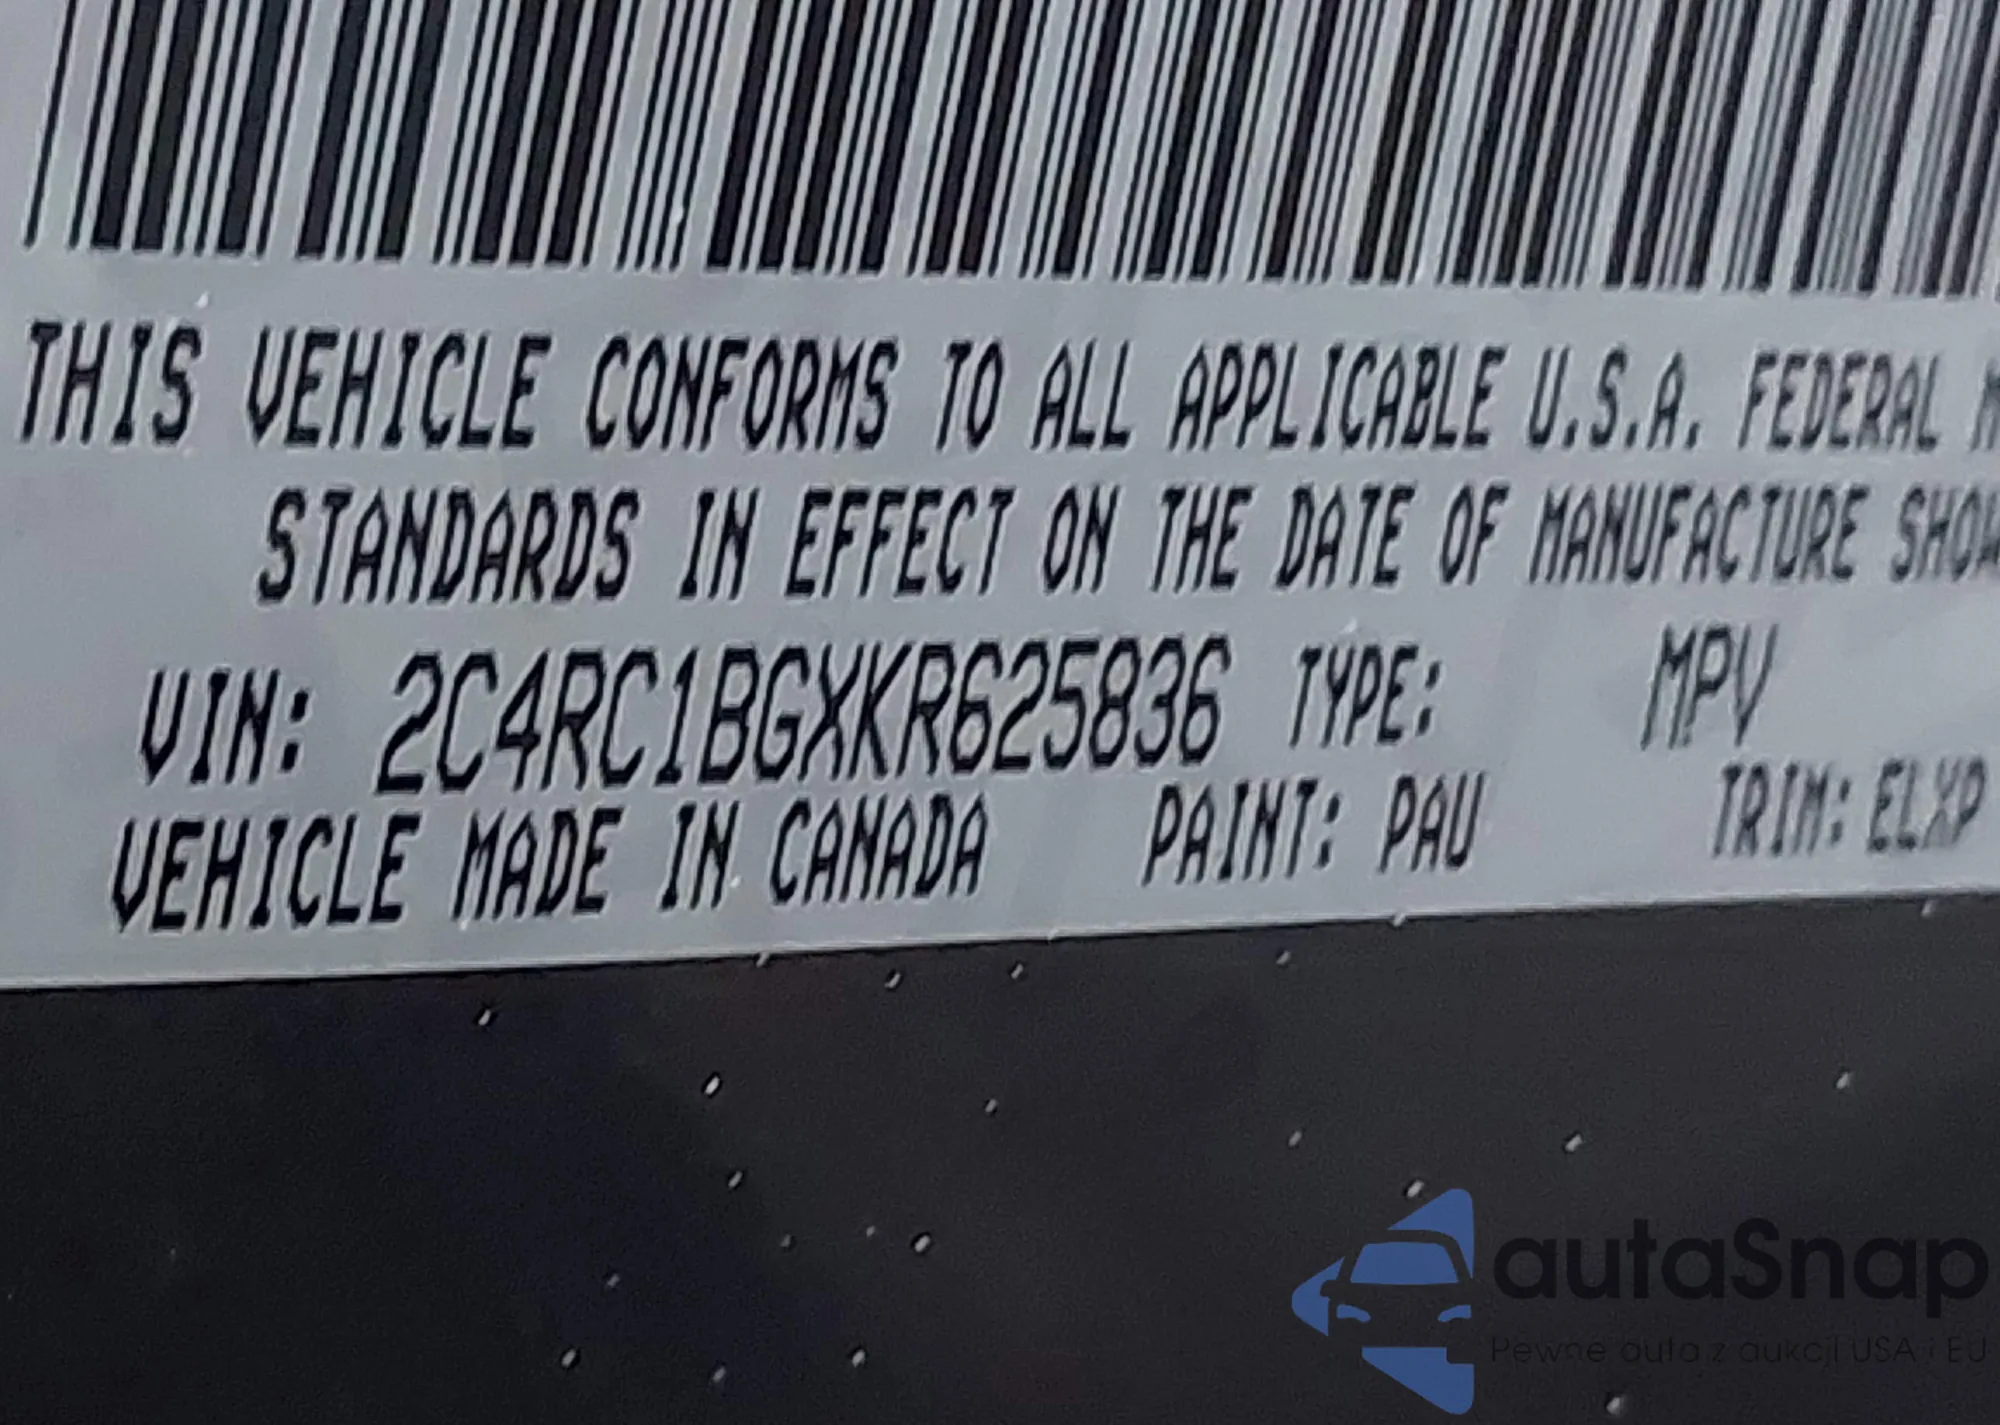 THIS VEHICLE CONFORMS TO ALL APPLICABLE U.S.A. FEDERAL M
STANDARDS IN EFFECT ON THE DATE OF MANUFACTURE SHOW
VIN: 2C4RC1BGXKR625836 TYPE: MPV
VEHICLE MADE IN CANADA PAINT: PAU TRIM: ELXP
autaSnap
Pewne auta z aukcji USA i EU